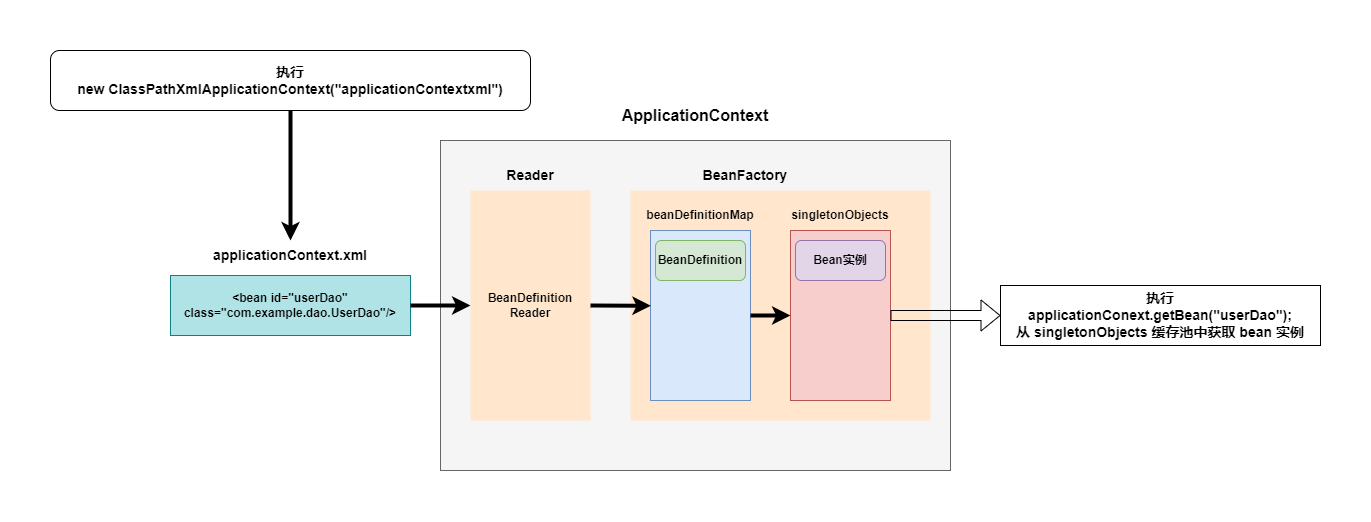 执行
new ClassPathXmlApplicationContext("applicationContextxml")
ApplicationContext
Reader
BeanFactory
beanDefinitionMap
singletonObjects
BeanDefinition
Bean实例
applicationContext.xml
<bean id="userDao"
class="com.example.dao.UserDao"/>
BeanDefinition
Reader
执行
applicationConext.getBean("userDao");
从 singletonObjects 缓存池中获取 bean 实例